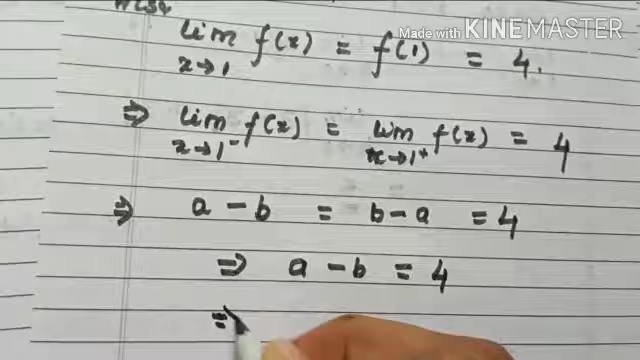 Made with KINEMASTER
lim f(x) = f(1) = 4.
x→1
⇒ lim f(x) = lim f(x) = 4
x→1⁻ x→1⁺
⇒ a - b = b - a = 4
⇒ a - b = 4
=